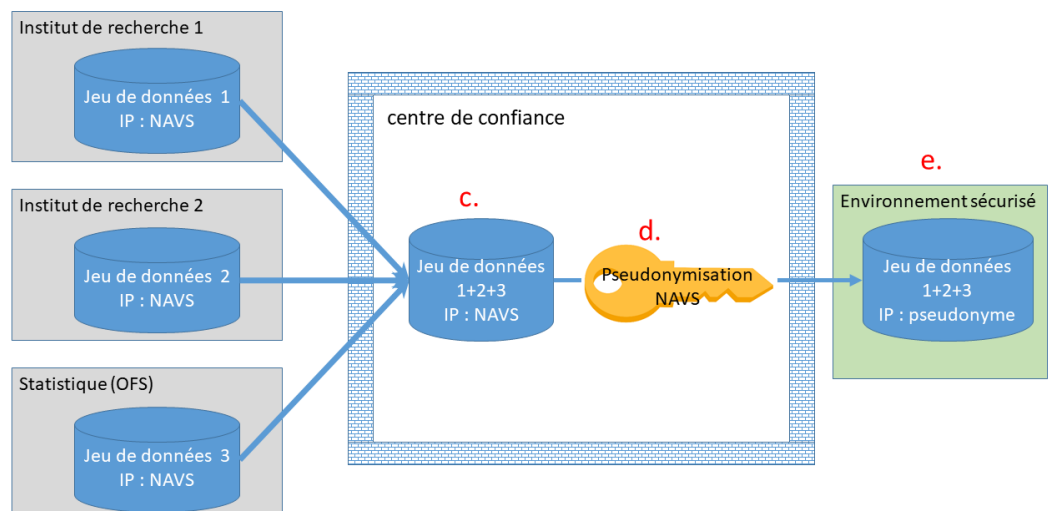 Institut de recherche 1
Jeu de données 1
IP : NAVS
Institut de recherche 2
Jeu de données 2
IP : NAVS
Statistique (OFS)
Jeu de données 3
IP : NAVS
centre de confiance
c.
Jeu de données
1+2+3
IP : NAVS
d.
Pseudonymisation
NAVS
e.
Environnement sécurisé
Jeu de données
1+2+3
IP : pseudonyme